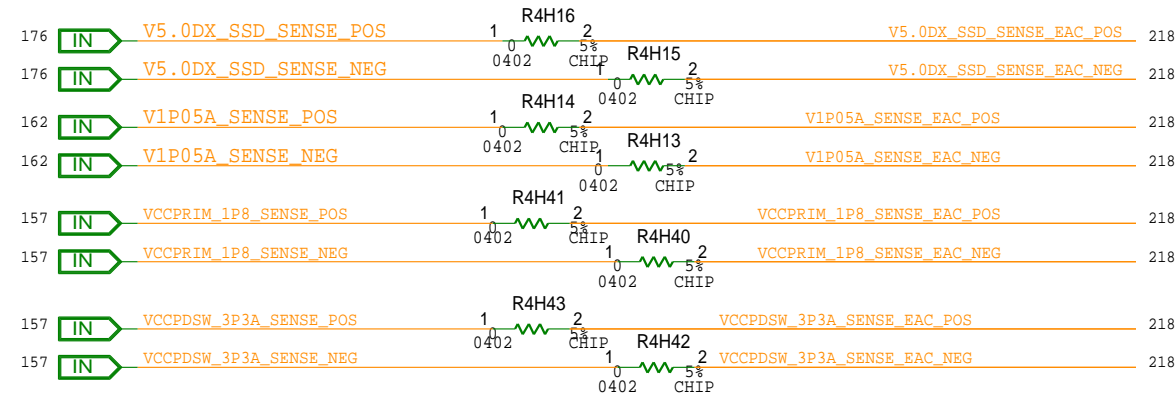 R4H16
176 IN V5.0DX_SSD_SENSE_POS 1 2 V5.0DX_SSD_SENSE_EAC_POS 218
0 5%
0402 CHIP
R4H15
176 IN V5.0DX_SSD_SENSE_NEG 1 2 V5.0DX_SSD_SENSE_EAC_NEG 218
0 5%
0402 CHIP
R4H14
162 IN V1P05A_SENSE_POS 1 2 V1P05A_SENSE_EAC_POS 218
0 5%
0402 CHIP
R4H13
162 IN V1P05A_SENSE_NEG 1 2 V1P05A_SENSE_EAC_NEG 218
0 5%
0402 CHIP
R4H41
157 IN VCCPRIM_1P8_SENSE_POS 1 2 VCCPRIM_1P8_SENSE_EAC_POS 218
0 5%
0402 CHIP
R4H40
157 IN VCCPRIM_1P8_SENSE_NEG 1 2 VCCPRIM_1P8_SENSE_EAC_NEG 218
0 5%
0402 CHIP
R4H43
157 IN VCCPDSW_3P3A_SENSE_POS 1 2 VCCPDSW_3P3A_SENSE_EAC_POS 218
0 5%
0402 CHIP
R4H42
157 IN VCCPDSW_3P3A_SENSE_NEG 1 2 VCCPDSW_3P3A_SENSE_EAC_NEG 218
0 5%
0402 CHIP